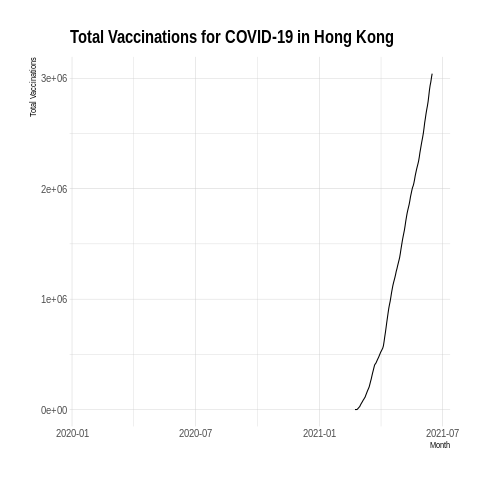 Total Vaccinations for COVID-19 in Hong Kong
Total Vaccinations
3e+06
2e+06
1e+06
0e+00
2020-01 2020-07 2021-01 2021-07
Month